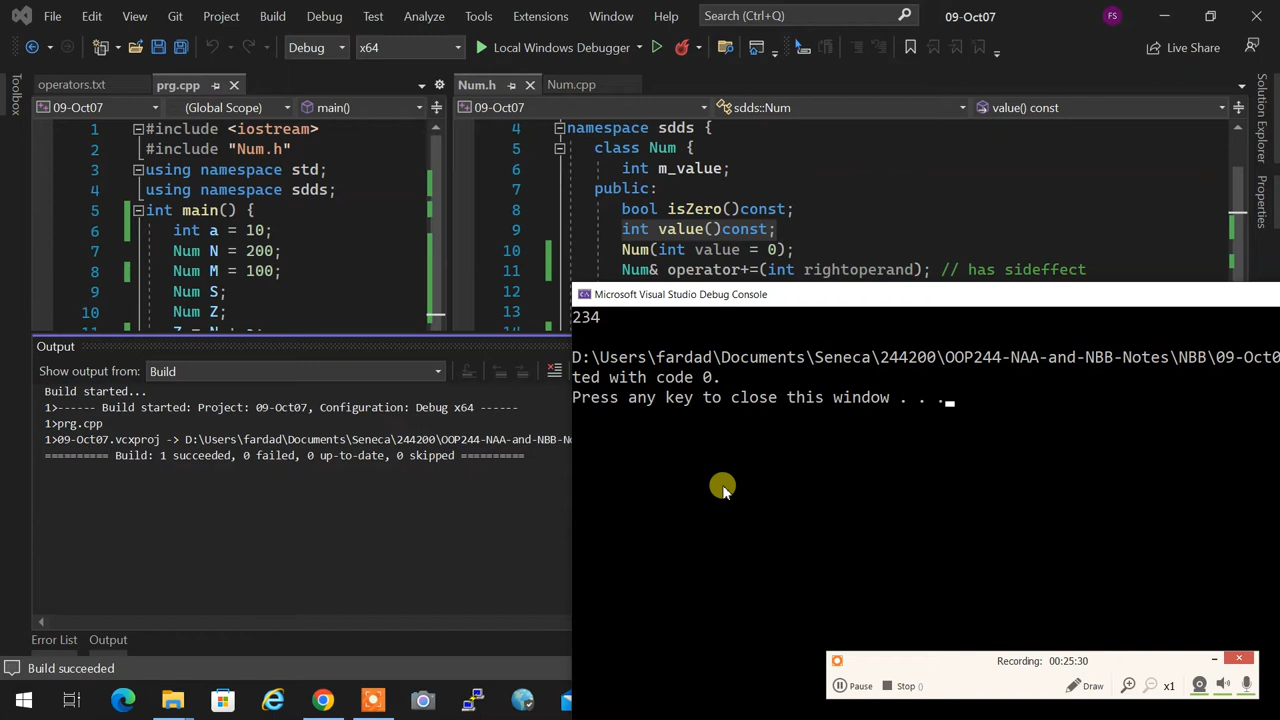 File Edit View Git Project Build Debug Test Analyze Tools Extensions Window Help Search (Ctrl+Q) 09-Oct07 FS
Debug x64 Local Windows Debugger Live Share
operators.txt prg.cpp Num.h Num.cpp
09-Oct07 (Global Scope) main() 09-Oct07 sdds::Num value() const
Toolbox
1 #include <iostream>
2 #include "Num.h"
3 using namespace std;
4 using namespace sdds;
5 int main() {
6 int a = 10;
7 Num N = 200;
8 Num M = 100;
9 Num S;
10 Num Z;
4 namespace sdds {
5 class Num {
6 int m_value;
7 public:
8 bool isZero()const;
9 int value()const;
10 Num(int value = 0);
11 Num& operator+=(int rightoperand); // has sideffect
12
13
Solution Explorer
Properties
Output
Show output from: Build
Build started...
1>------ Build started: Project: 09-Oct07, Configuration: Debug x64 ------
1>prg.cpp
1>09-Oct07.vcxproj -> D:\Users\fardad\Documents\Seneca\244200\OOP244-NAA-and-NBB-No
========== Build: 1 succeeded, 0 failed, 0 up-to-date, 0 skipped ==========
Error List Output
Build succeeded
Microsoft Visual Studio Debug Console
234
D:\Users\fardad\Documents\Seneca\244200\OOP244-NAA-and-NBB-Notes\NBB\09-Oct0
ted with code 0.
Press any key to close this window . . .
Recording: 00:25:30
Pause Stop () Draw x1